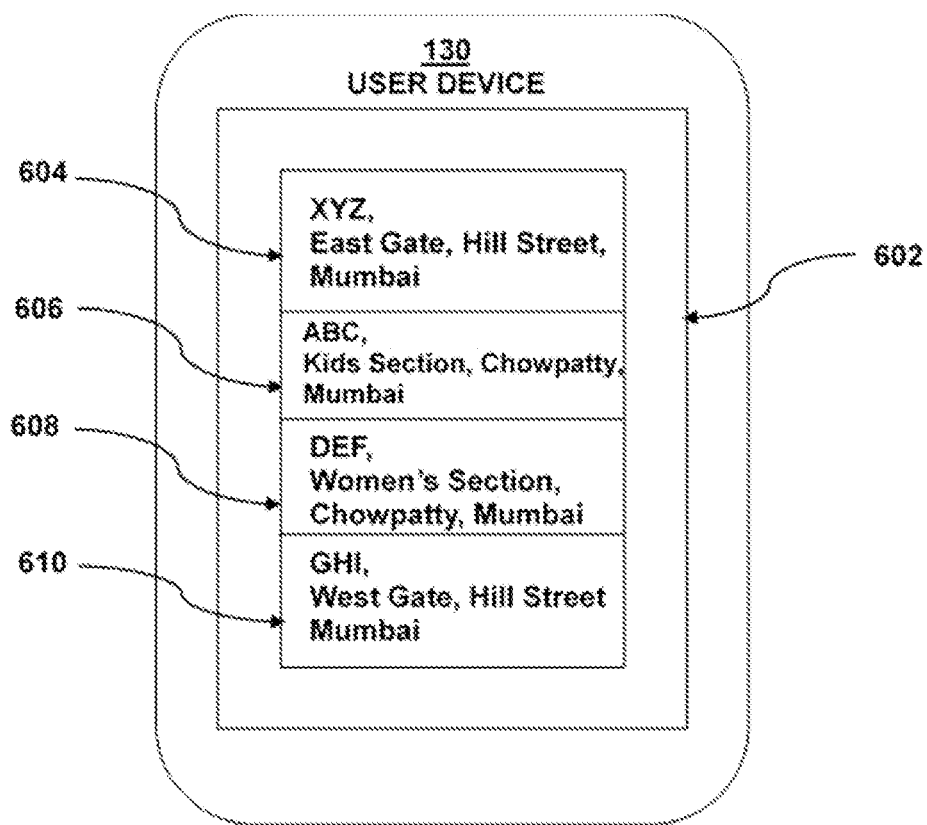 130
USER DEVICE
604
XYZ,
East Gate, Hill Street,
Mumbai
602
606
ABC,
Kids Section, Chowpatty,
Mumbai
608
DEF,
Women's Section,
Chowpatty, Mumbai
610
GHI,
West Gate, Hill Street
Mumbai